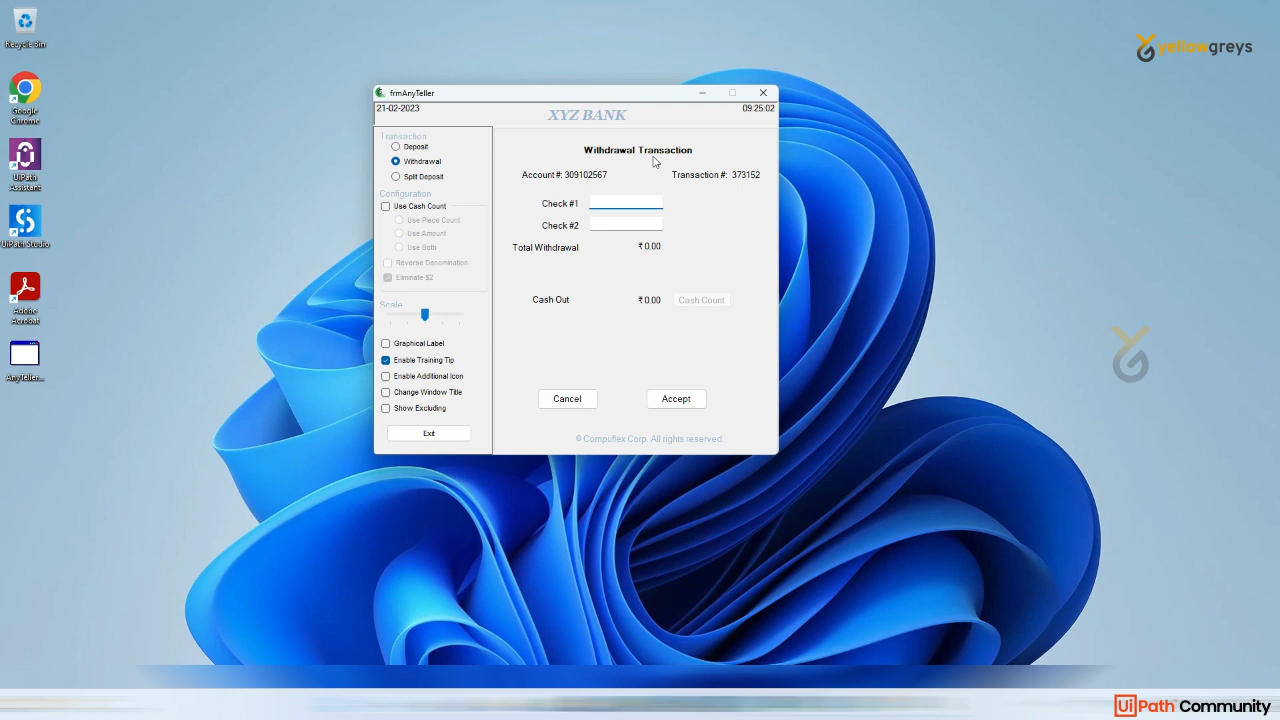 Recycle Bin
Google Chrome
UiPath Assistant
UiPath Studio
Adobe Acrobat
AnyTeller...
yellowgreys
frmAnyTeller
21-02-2023
XYZ BANK
09:25:02
Transaction
Deposit
Withdrawal
Split Deposit
Configuration
Use Cash Count
Use Piece Count
Use Amount
Use Both
Reverse Denomination
Eliminate $2
Scale
Graphical Label
Enable Training Tip
Enable Additional Icon
Change Window Title
Show Excluding
Exit
Withdrawal Transaction
Account #: 309102567 Transaction #: 373152
Check #1
Check #2
Total Withdrawal ₹ 0.00
Cash Out ₹ 0.00 Cash Count
Cancel Accept
© Compuflex Corp. All rights reserved.
UiPath Community